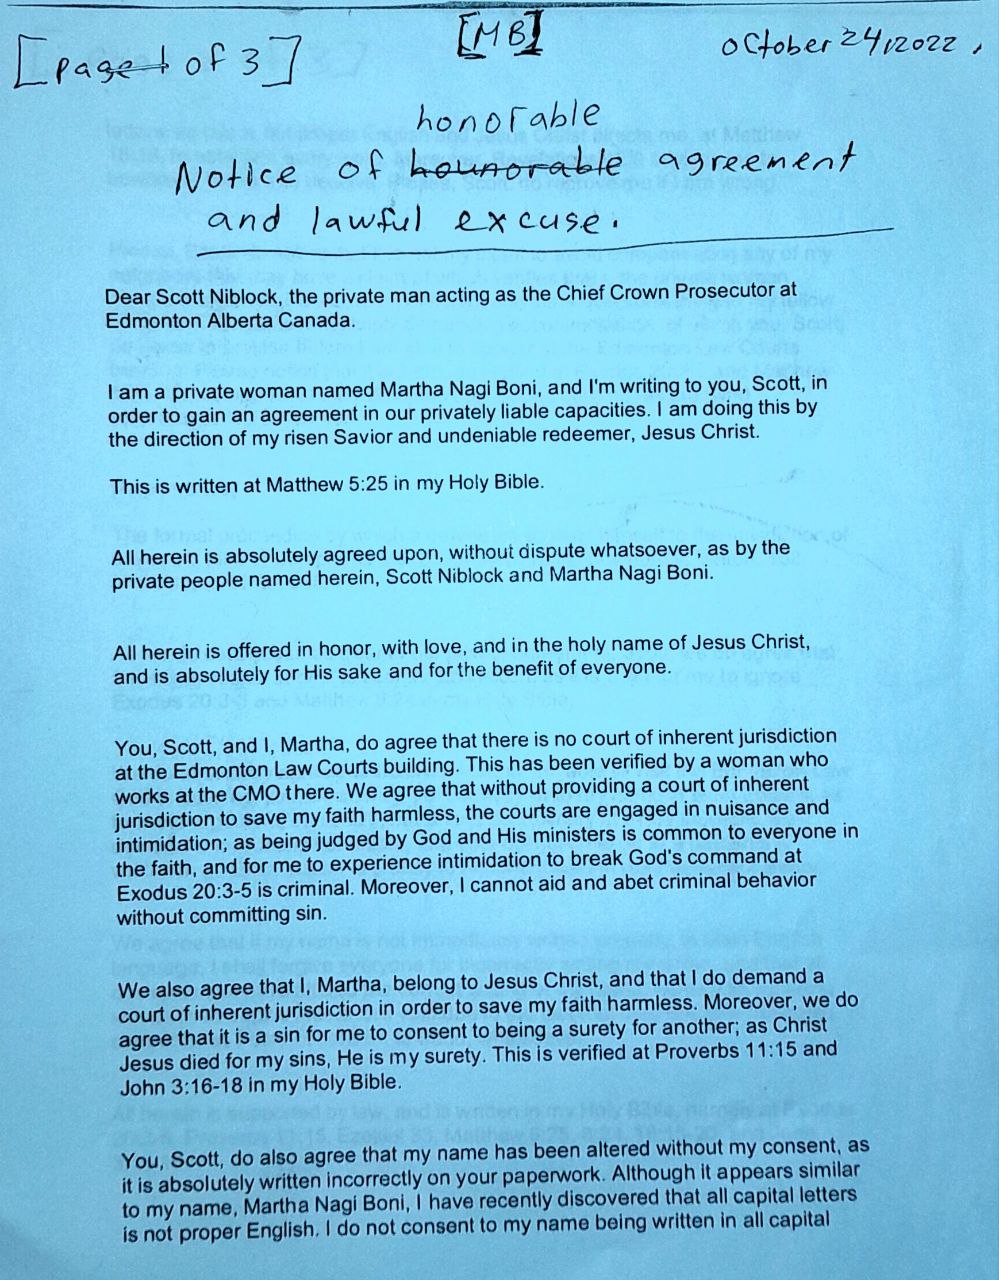 [page 1 of 3]
[MB]
October 24, 2022.
honorable
Notice of hounorable agreement
and lawful excuse.
Dear Scott Niblock, the private man acting as the Chief Crown Prosecutor at
Edmonton Alberta Canada.
I am a private woman named Martha Nagi Boni, and I'm writing to you, Scott, in
order to gain an agreement in our privately liable capacities. I am doing this by
the direction of my risen Savior and undeniable redeemer, Jesus Christ.
This is written at Matthew 5:25 in my Holy Bible.
All herein is absolutely agreed upon, without dispute whatsoever, as by the
private people named herein, Scott Niblock and Martha Nagi Boni.
All herein is offered in honor, with love, and in the holy name of Jesus Christ,
and is absolutely for His sake and for the benefit of everyone.
You, Scott, and I, Martha, do agree that there is no court of inherent jurisdiction
at the Edmonton Law Courts building. This has been verified by a woman who
works at the CMO there. We agree that without providing a court of inherent
jurisdiction to save my faith harmless, the courts are engaged in nuisance and
intimidation; as being judged by God and His ministers is common to everyone in
the faith, and for me to experience intimidation to break God's command at
Exodus 20:3-5 is criminal. Moreover, I cannot aid and abet criminal behavior
without committing sin.
We also agree that I, Martha, belong to Jesus Christ, and that I do demand a
court of inherent jurisdiction in order to save my faith harmless. Moreover, we do
agree that it is a sin for me to consent to being a surety for another; as Christ
Jesus died for my sins, He is my surety. This is verified at Proverbs 11:15 and
John 3:16-18 in my Holy Bible.
You, Scott, do also agree that my name has been altered without my consent, as
it is absolutely written incorrectly on your paperwork. Although it appears similar
to my name, Martha Nagi Boni, I have recently discovered that all capital letters
is not proper English. I do not consent to my name being written in all capital